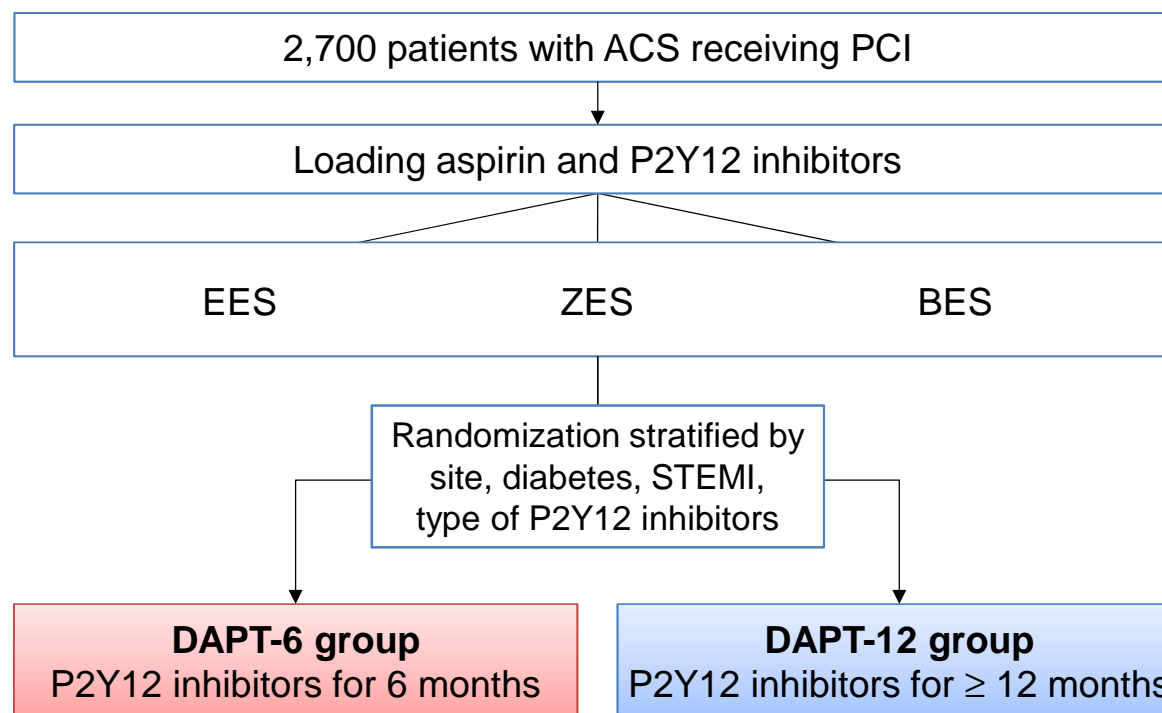 2,700 patients with ACS receiving PCI
Loading aspirin and P2Y12 inhibitors
EES ZES BES
Randomization stratified by
site, diabetes, STEMI,
type of P2Y12 inhibitors
DAPT-6 group
P2Y12 inhibitors for 6 months
DAPT-12 group
P2Y12 inhibitors for ≥ 12 months